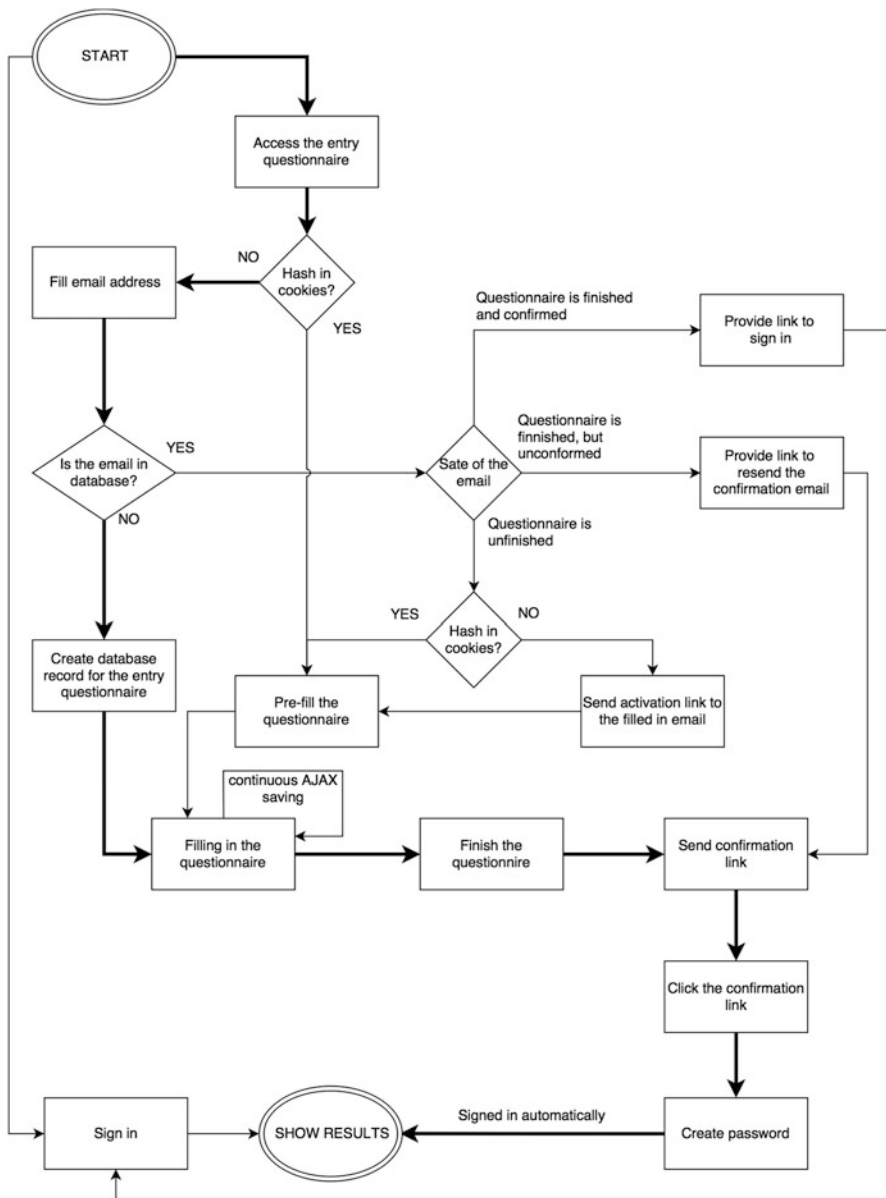 START
Access the entry
questionnaire
NO
Hash in
cookies?
Fill email address
YES
Questionnaire is finished
and confirmed
Provide link to
sign in
Is the email in
database?
YES
NO
Sate of the
email
Questionnaire is
finnished, but
unconformed
Provide link to
resend the
confirmation email
Questionnaire is
unfinished
YES
Hash in
cookies?
NO
Create database
record for the entry
questionnaire
Pre-fill the
questionnaire
Send activation link to
the filled in email
continuous AJAX
saving
Filling in the
questionnaire
Finish the
questionnire
Send confirmation
link
Click the confirmation
link
Sign in
SHOW RESULTS
Signed in automatically
Create password